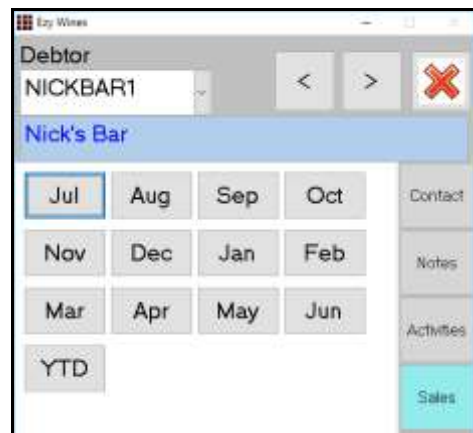 Ezy Wines
Debtor
NICKBAR1
< >
Nick's Bar
Jul Aug Sep Oct
Contact
Nov Dec Jan Feb
Notes
Mar Apr May Jun
Activities
YTD
Sales